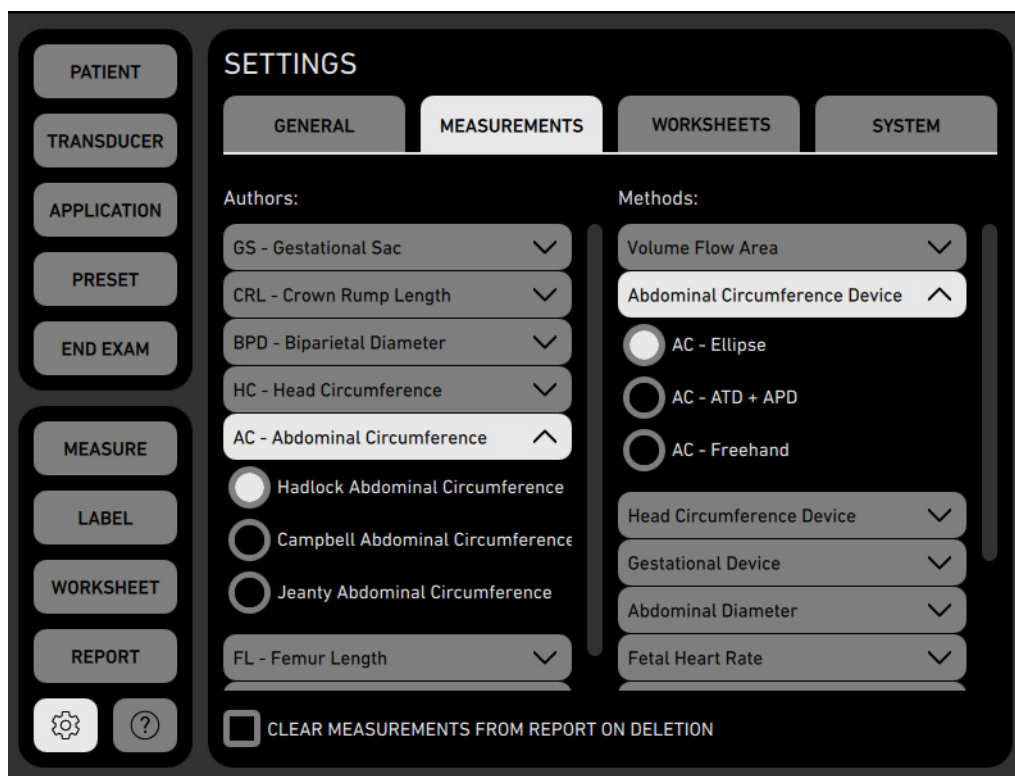 PATIENT
TRANSDUCER
APPLICATION
PRESET
END EXAM
MEASURE
LABEL
WORKSHEET
REPORT
?
SETTINGS
GENERAL
MEASUREMENTS
WORKSHEETS
SYSTEM
Authors:
GS - Gestational Sac
CRL - Crown Rump Length
BPD - Biparietal Diameter
HC - Head Circumference
AC - Abdominal Circumference
Hadlock Abdominal Circumference
Campbell Abdominal Circumference
Jeanty Abdominal Circumference
FL - Femur Length
Methods:
Volume Flow Area
Abdominal Circumference Device
AC - Ellipse
AC - ATD + APD
AC - Freehand
Head Circumference Device
Gestational Device
Abdominal Diameter
Fetal Heart Rate
CLEAR MEASUREMENTS FROM REPORT ON DELETION